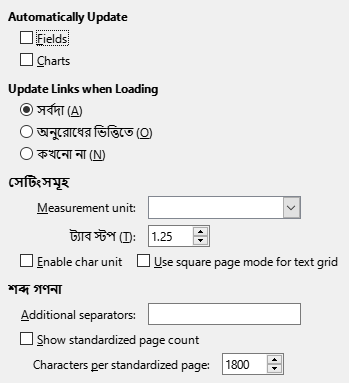 Automatically Update
Fields
Charts
Update Links when Loading
সর্বদা (A)
অনুরোধের ভিত্তিতে (O)
কখনো না (N)
সেটিংসমূহ
Measurement unit:
ট্যাব স্টপ (T): 1.25
Enable char unit Use square page mode for text grid
শব্দ গণনা
Additional separators:
Show standardized page count
Characters per standardized page: 1800